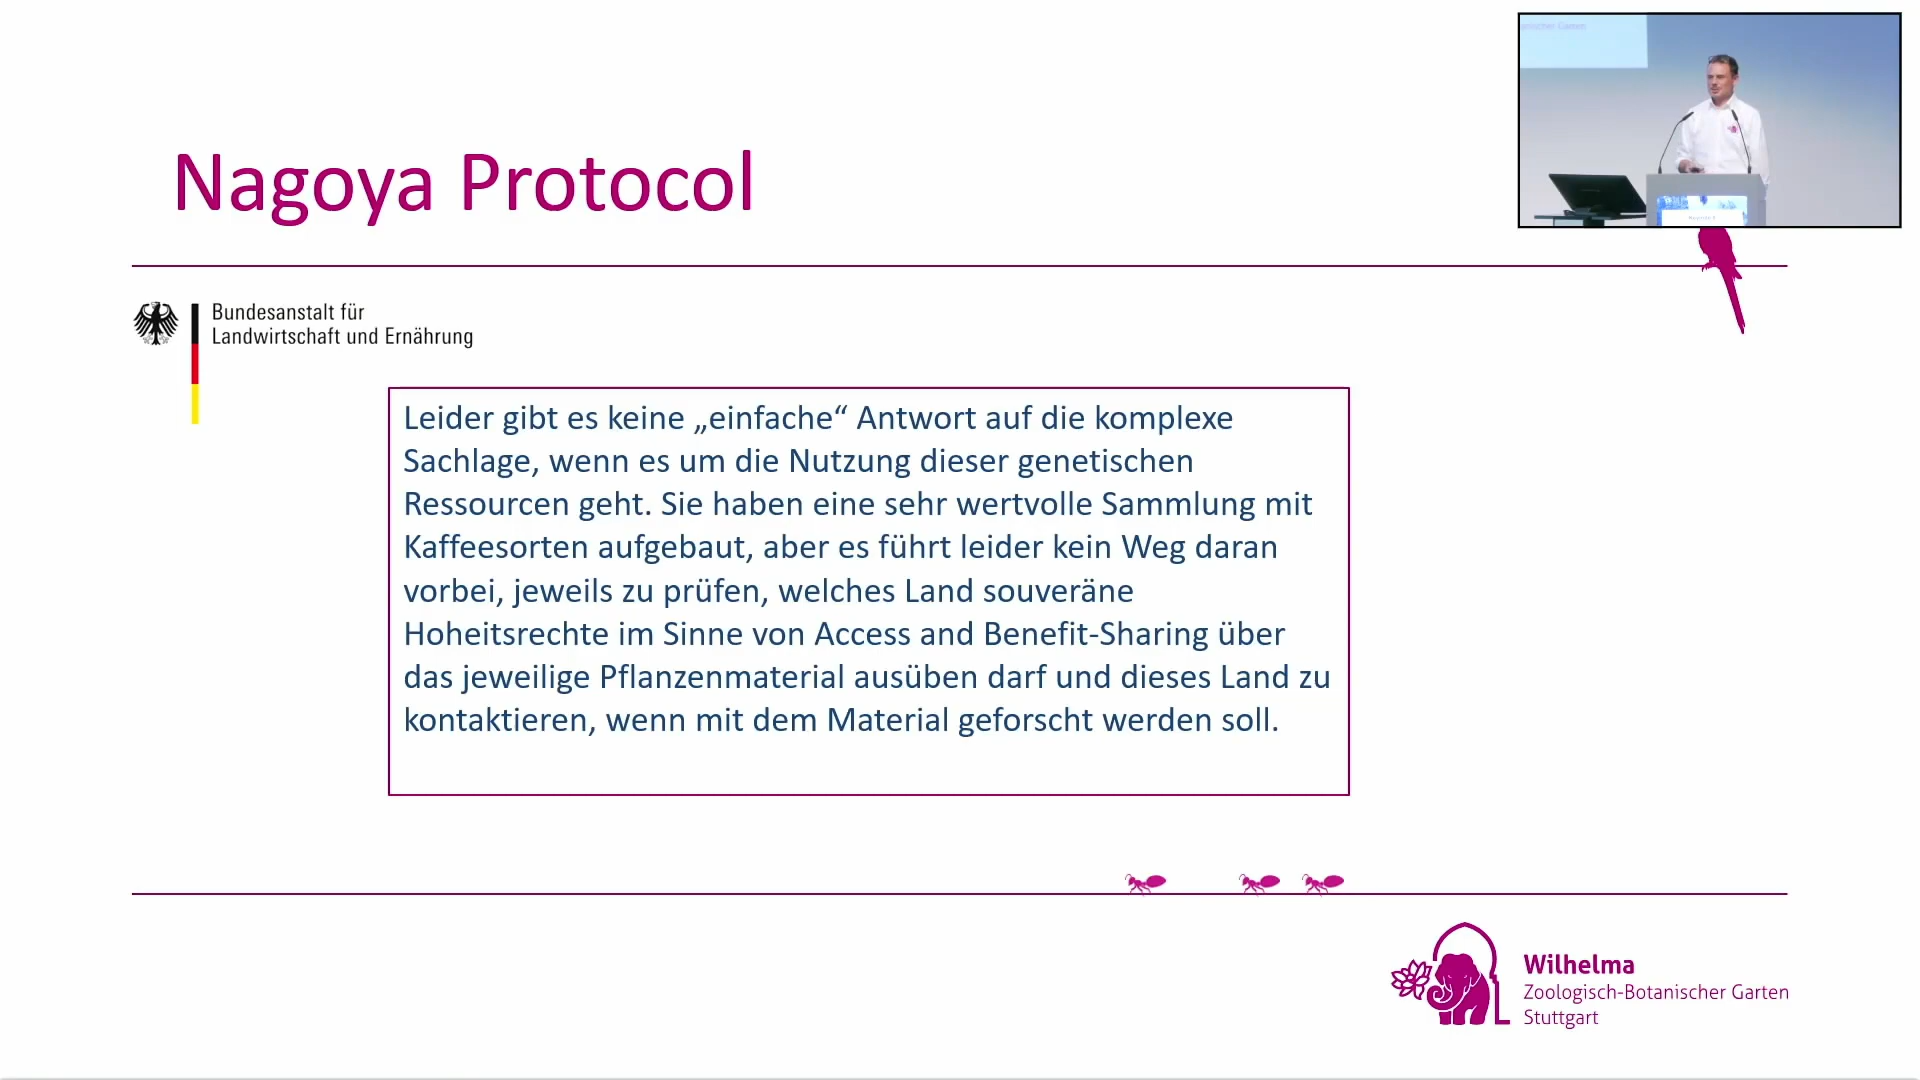 Nagoya Protocol
Bundesanstalt für
Landwirtschaft und Ernährung
Leider gibt es keine „einfache“ Antwort auf die komplexe
Sachlage, wenn es um die Nutzung dieser genetischen
Ressourcen geht. Sie haben eine sehr wertvolle Sammlung mit
Kaffeesorten aufgebaut, aber es führt leider kein Weg daran
vorbei, jeweils zu prüfen, welches Land souveräne
Hoheitsrechte im Sinne von Access and Benefit-Sharing über
das jeweilige Pflanzenmaterial ausüben darf und dieses Land zu
kontaktieren, wenn mit dem Material geforscht werden soll.
Wilhelma
Zoologisch-Botanischer Garten
Stuttgart